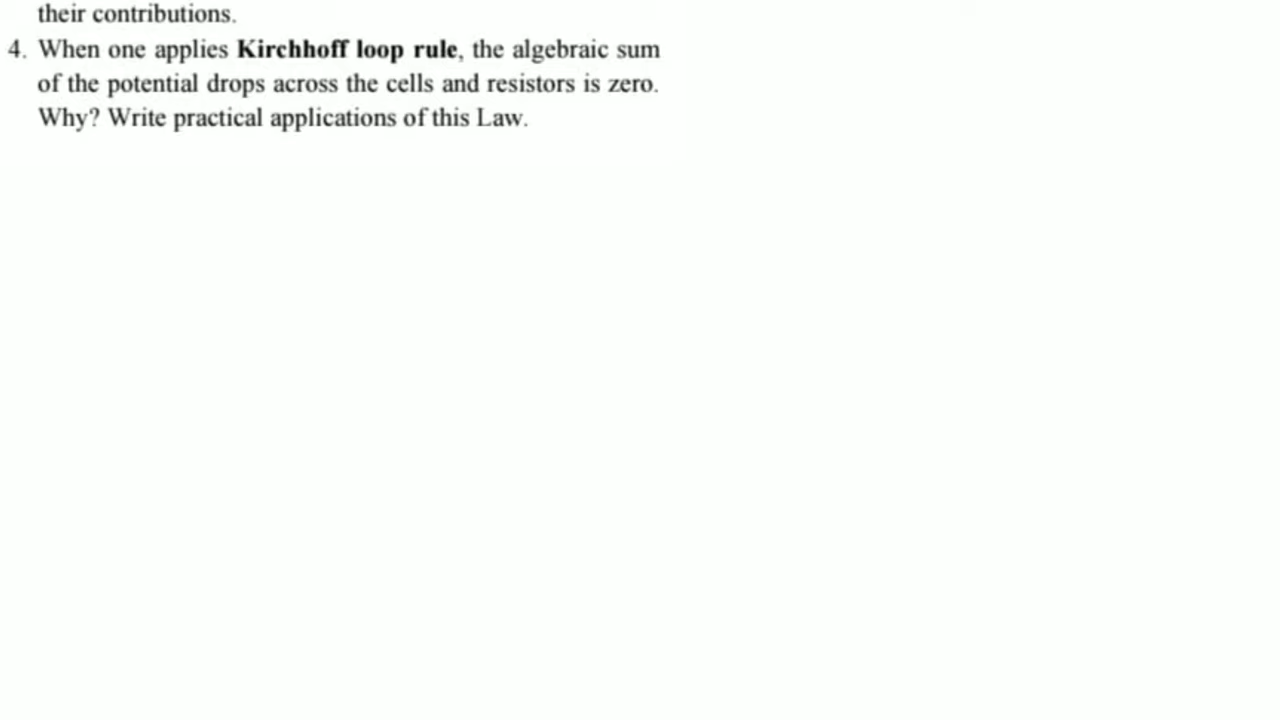 their contributions.
4. When one applies Kirchhoff loop rule, the algebraic sum
of the potential drops across the cells and resistors is zero.
Why? Write practical applications of this Law.